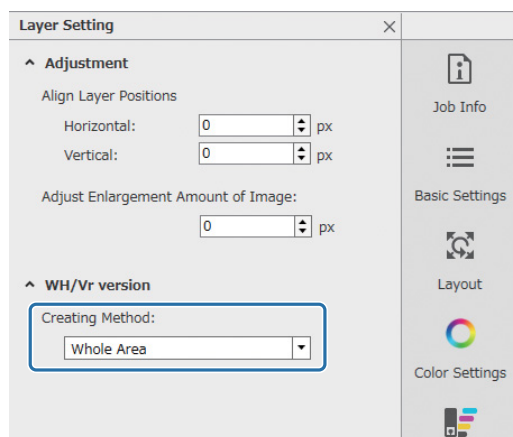 Layer Setting
Adjustment
Align Layer Positions
Horizontal: 0 px
Vertical: 0 px
Adjust Enlargement Amount of Image:
0 px
WH/Vr version
Creating Method:
Whole Area
Job Info
Basic Settings
Layout
Color Settings